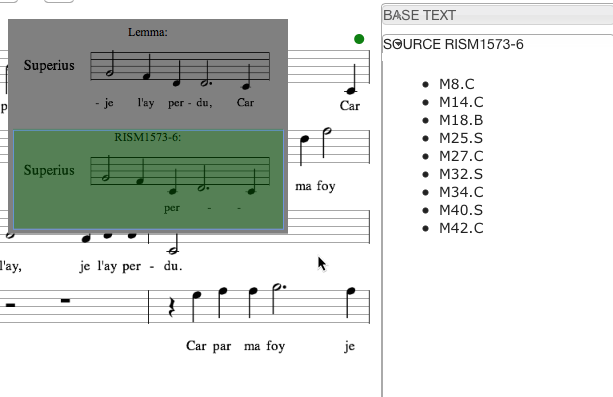 Lemma:
Superius
- je l'ay per - du, Car
RISM1573-6:
Superius
per - -
p Car
ma foy
l'ay, je l'ay per - du.
Car par ma foy je
BASE TEXT
SOURCE RISM1573-6
• M8.C
• M14.C
• M18.B
• M25.S
• M27.C
• M32.S
• M34.C
• M40.S
• M42.C